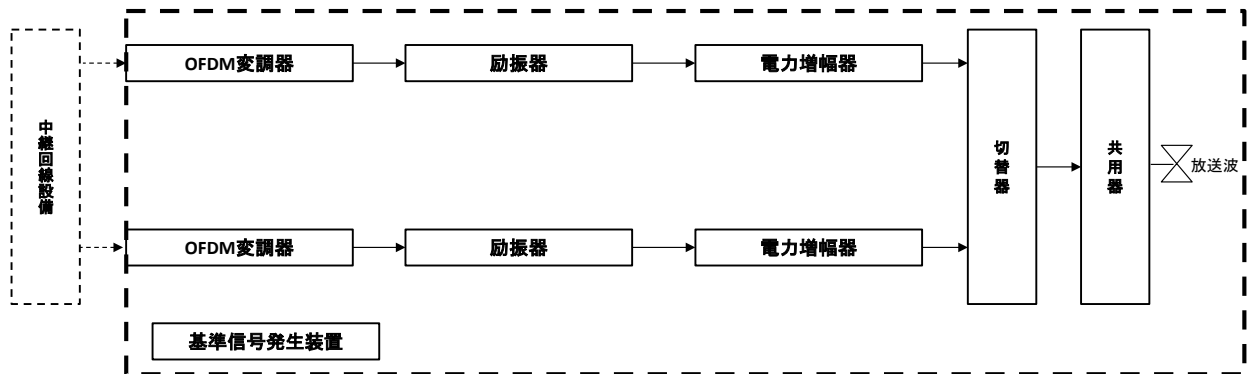 中継回線設備
OFDM変調器
励振器
電力増幅器
OFDM変調器
励振器
電力増幅器
切替器
共用器
放送波
基準信号発生装置